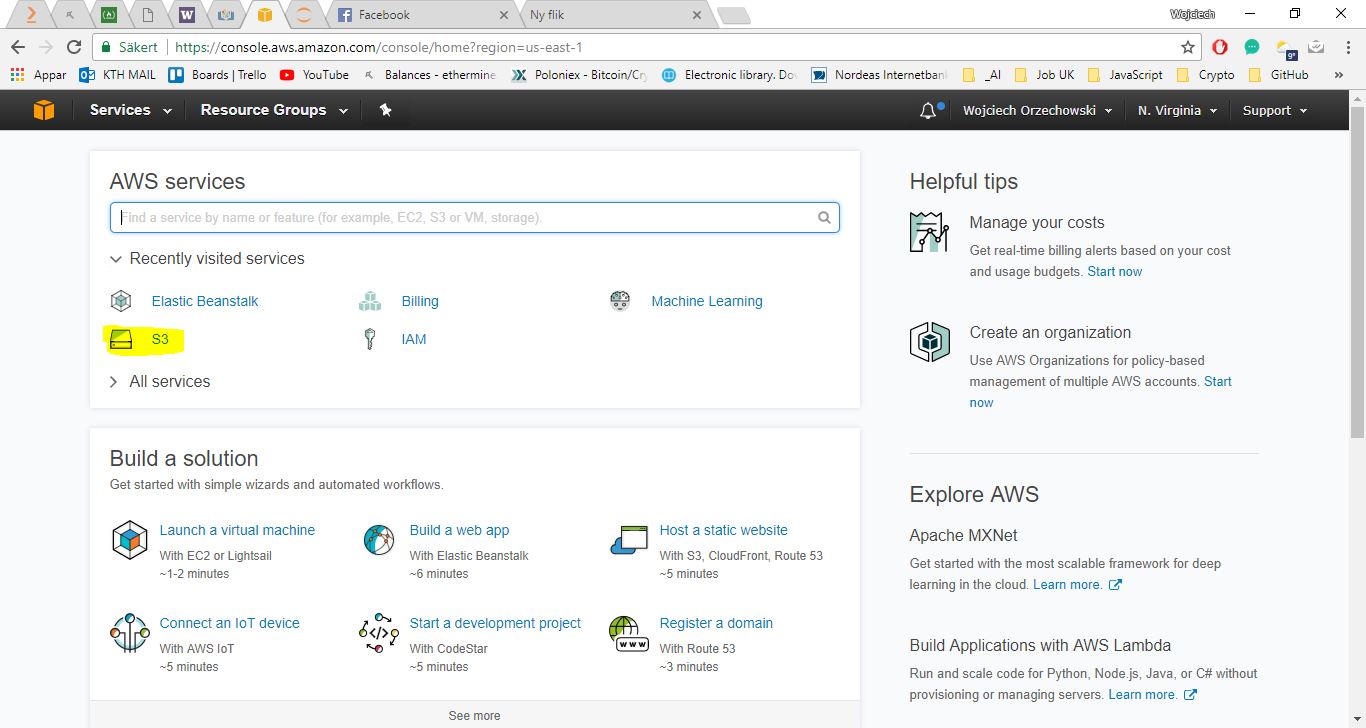 Facebook
Ny flik
Wojciech
Säkert
https://console.aws.amazon.com/console/home?region=us-east-1
9°
Appar
KTH MAIL
Boards | Trello
YouTube
Balances - ethermine
Poloniex - Bitcoin/Cry
Electronic library. Do
Nordeas Internetbank
_AI
Job UK
JavaScript
Crypto
GitHub
»
Services
Resource Groups
Wojciech Orzechowski
N. Virginia
Support
AWS services
Find a service by name or feature (for example, EC2, S3 or VM, storage).
Recently visited services
Elastic Beanstalk
Billing
Machine Learning
S3
IAM
All services
Build a solution
Get started with simple wizards and automated workflows.
Launch a virtual machine
With EC2 or Lightsail
~1-2 minutes
Build a web app
With Elastic Beanstalk
~6 minutes
Host a static website
With S3, CloudFront, Route 53
~5 minutes
Connect an IoT device
With AWS IoT
~5 minutes
Start a development project
With CodeStar
~5 minutes
www
Register a domain
With Route 53
~3 minutes
See more
Helpful tips
Manage your costs
Get real-time billing alerts based on your cost
and usage budgets. Start now
Create an organization
Use AWS Organizations for policy-based
management of multiple AWS accounts. Start
now
Explore AWS
Apache MXNet
Get started with the most scalable framework for deep
learning in the cloud. Learn more.
Build Applications with AWS Lambda
Run and scale code for Python, Node.js, Java, or C# without
provisioning or managing servers. Learn more.